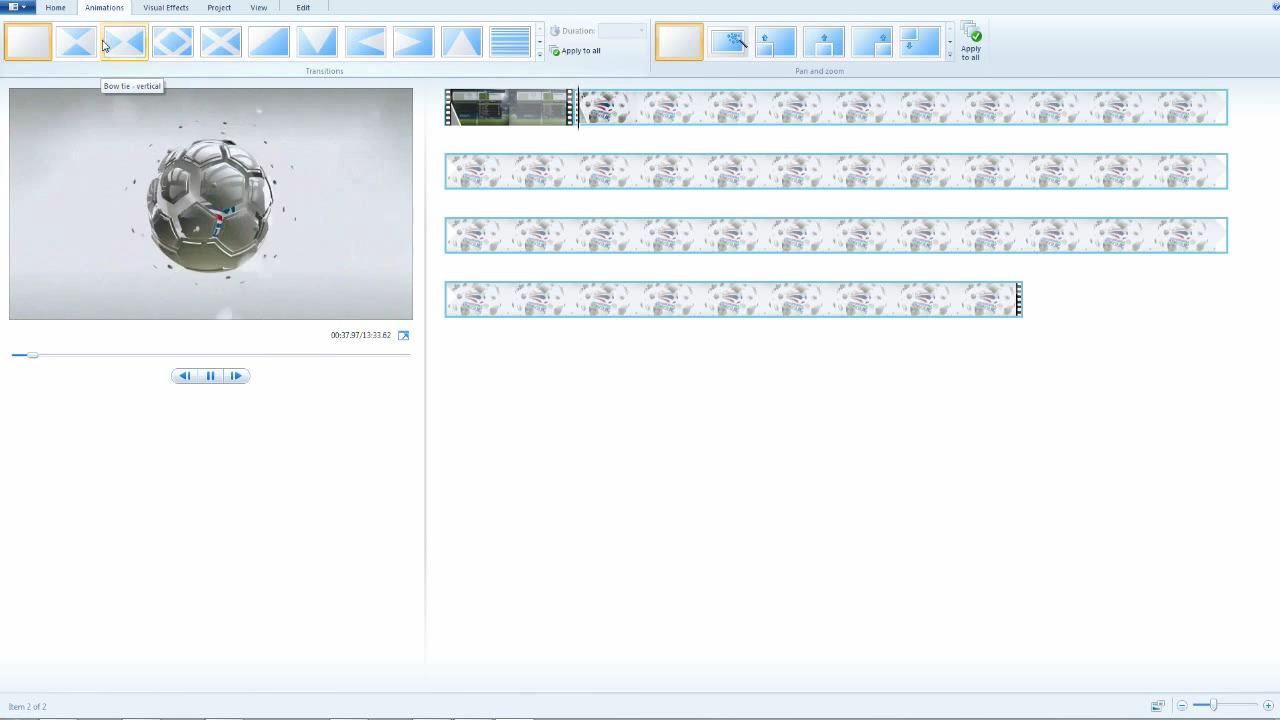 Home Animations Visual Effects Project View Edit
Duration:
Apply to all
Apply
to all
Transitions
Pan and zoom
Bow tie - vertical
00:37.97/13:33.62
Item 2 of 2